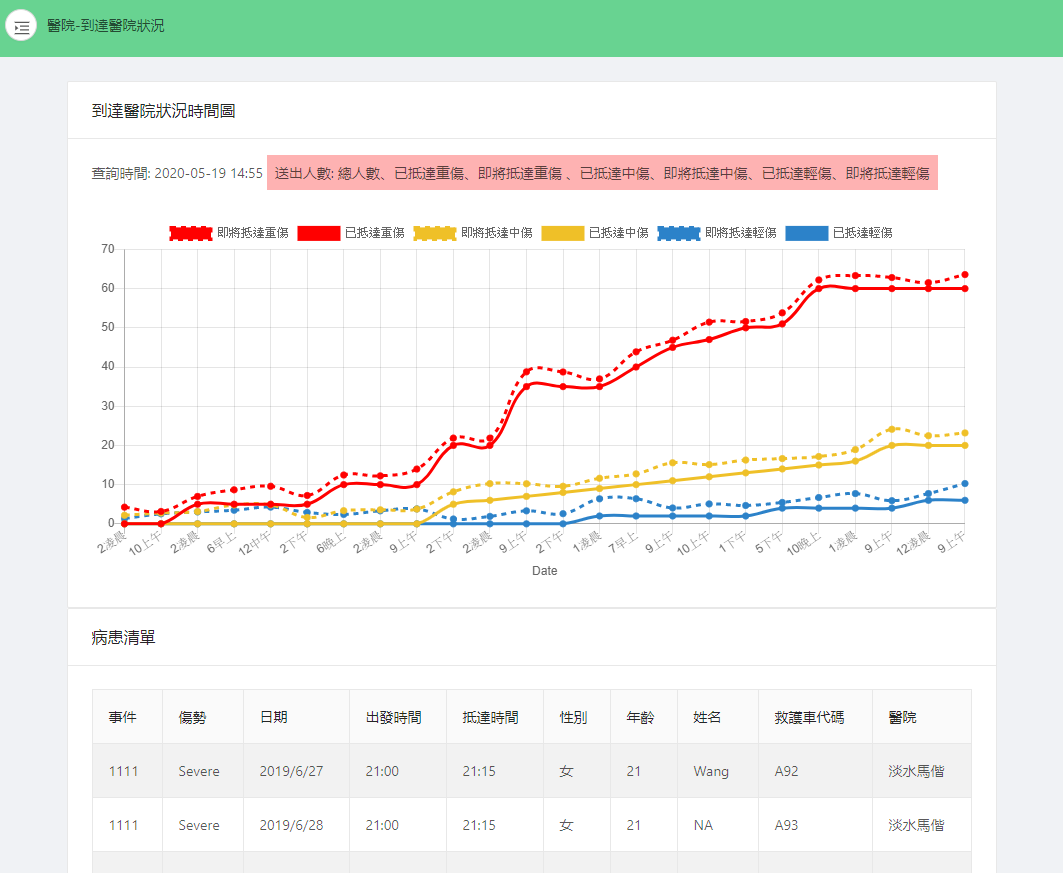 醫院-到達醫院狀況
到達醫院狀況時間圖
查詢時間: 2020-05-19 14:55 送出人數: 總人數、已抵達重傷、即將抵達重傷 、已抵達中傷、即將抵達中傷、已抵達輕傷、即將抵達輕傷
即將抵達重傷 已抵達重傷 即將抵達中傷 已抵達中傷 即將抵達輕傷 已抵達輕傷
70
60
50
40
30
20
10
0
2凌晨 10上午 2凌晨 6早上 12中午 2下午 6晚上 2凌晨 9上午 2下午 2凌晨 9上午 2下午 1凌晨 7早上 9上午 10上午 1下午 5下午 10晚上 1凌晨 9上午 12凌晨 9上午
Date
病患清單
事件 傷勢 日期 出發時間 抵達時間 性別 年齡 姓名 救護車代碼 醫院
1111 Severe 2019/6/27 21:00 21:15 女 21 Wang A92 淡水馬偕
1111 Severe 2019/6/28 21:00 21:15 女 21 NA A93 淡水馬偕